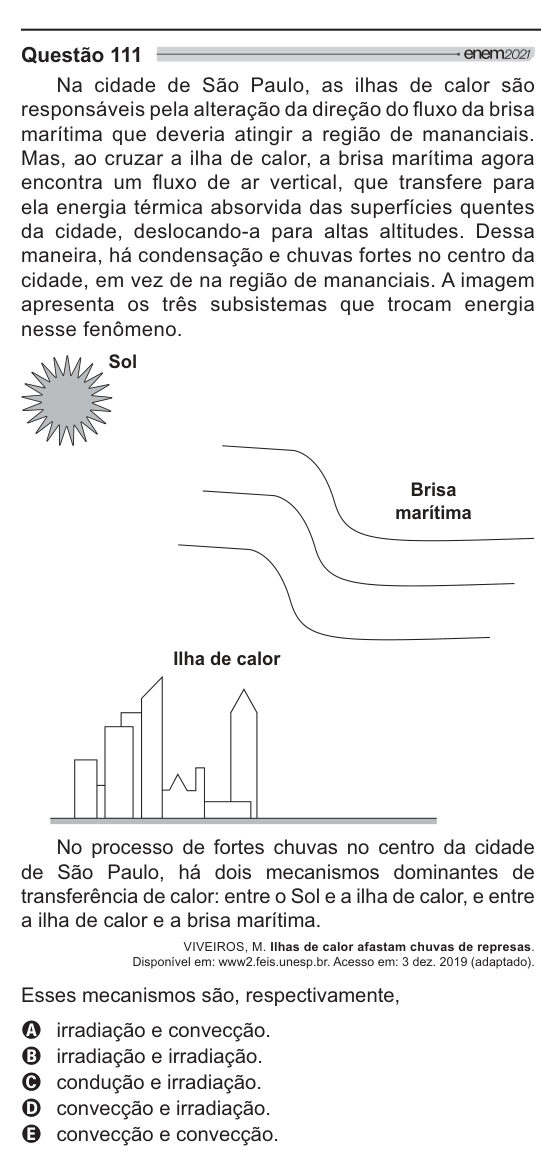 Questão 111 enem2021
Na cidade de São Paulo, as ilhas de calor são
responsáveis pela alteração da direção do fluxo da brisa
marítima que deveria atingir a região de mananciais.
Mas, ao cruzar a ilha de calor, a brisa marítima agora
encontra um fluxo de ar vertical, que transfere para
ela energia térmica absorvida das superfícies quentes
da cidade, deslocando-a para altas altitudes. Dessa
maneira, há condensação e chuvas fortes no centro da
cidade, em vez de na região de mananciais. A imagem
apresenta os três subsistemas que trocam energia
nesse fenômeno.
Sol
Brisa
marítima
Ilha de calor
No processo de fortes chuvas no centro da cidade
de São Paulo, há dois mecanismos dominantes de
transferência de calor: entre o Sol e a ilha de calor, e entre
a ilha de calor e a brisa marítima.
VIVEIROS, M. Ilhas de calor afastam chuvas de represas.
Disponível em: www2.feis.unesp.br. Acesso em: 3 dez. 2019 (adaptado).
Esses mecanismos são, respectivamente,
A irradiação e convecção.
B irradiação e irradiação.
C condução e irradiação.
D convecção e irradiação.
E convecção e convecção.